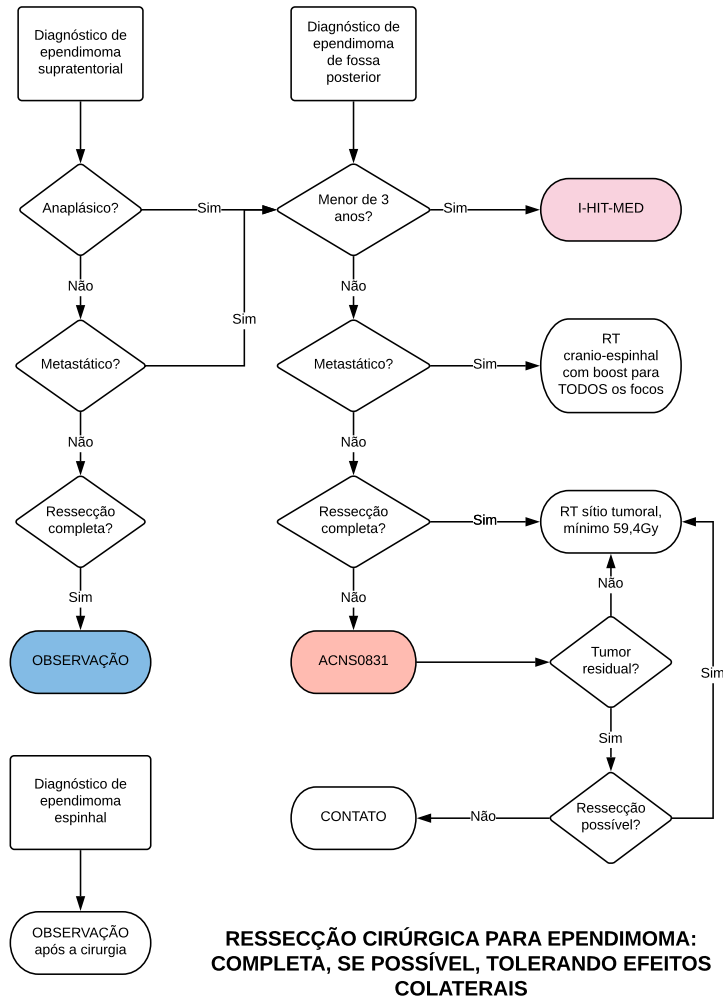 Diagnóstico de
ependimoma
supratentorial
Diagnóstico de
ependimoma
de fossa
posterior
Anaplásico?
Sim
Menor de 3
anos?
Sim
I-HIT-MED
Não
Não
Sim
Metastático?
Metastático?
Sim
RT
cranio-espinhal
com boost para
TODOS os focos
Não
Não
Ressecção
completa?
Ressecção
completa?
Sim
RT sítio tumoral,
mínimo 59,4Gy
Sim
Não
Não
OBSERVAÇÃO
ACNS0831
Tumor
residual?
Sim
Sim
Diagnóstico de
ependimoma
espinhal
CONTATO
Não
Ressecção
possível?
OBSERVAÇÃO
após a cirurgia
RESSECÇÃO CIRÚRGICA PARA EPENDIMOMA:
COMPLETA, SE POSSÍVEL, TOLERANDO EFEITOS
COLATERAIS